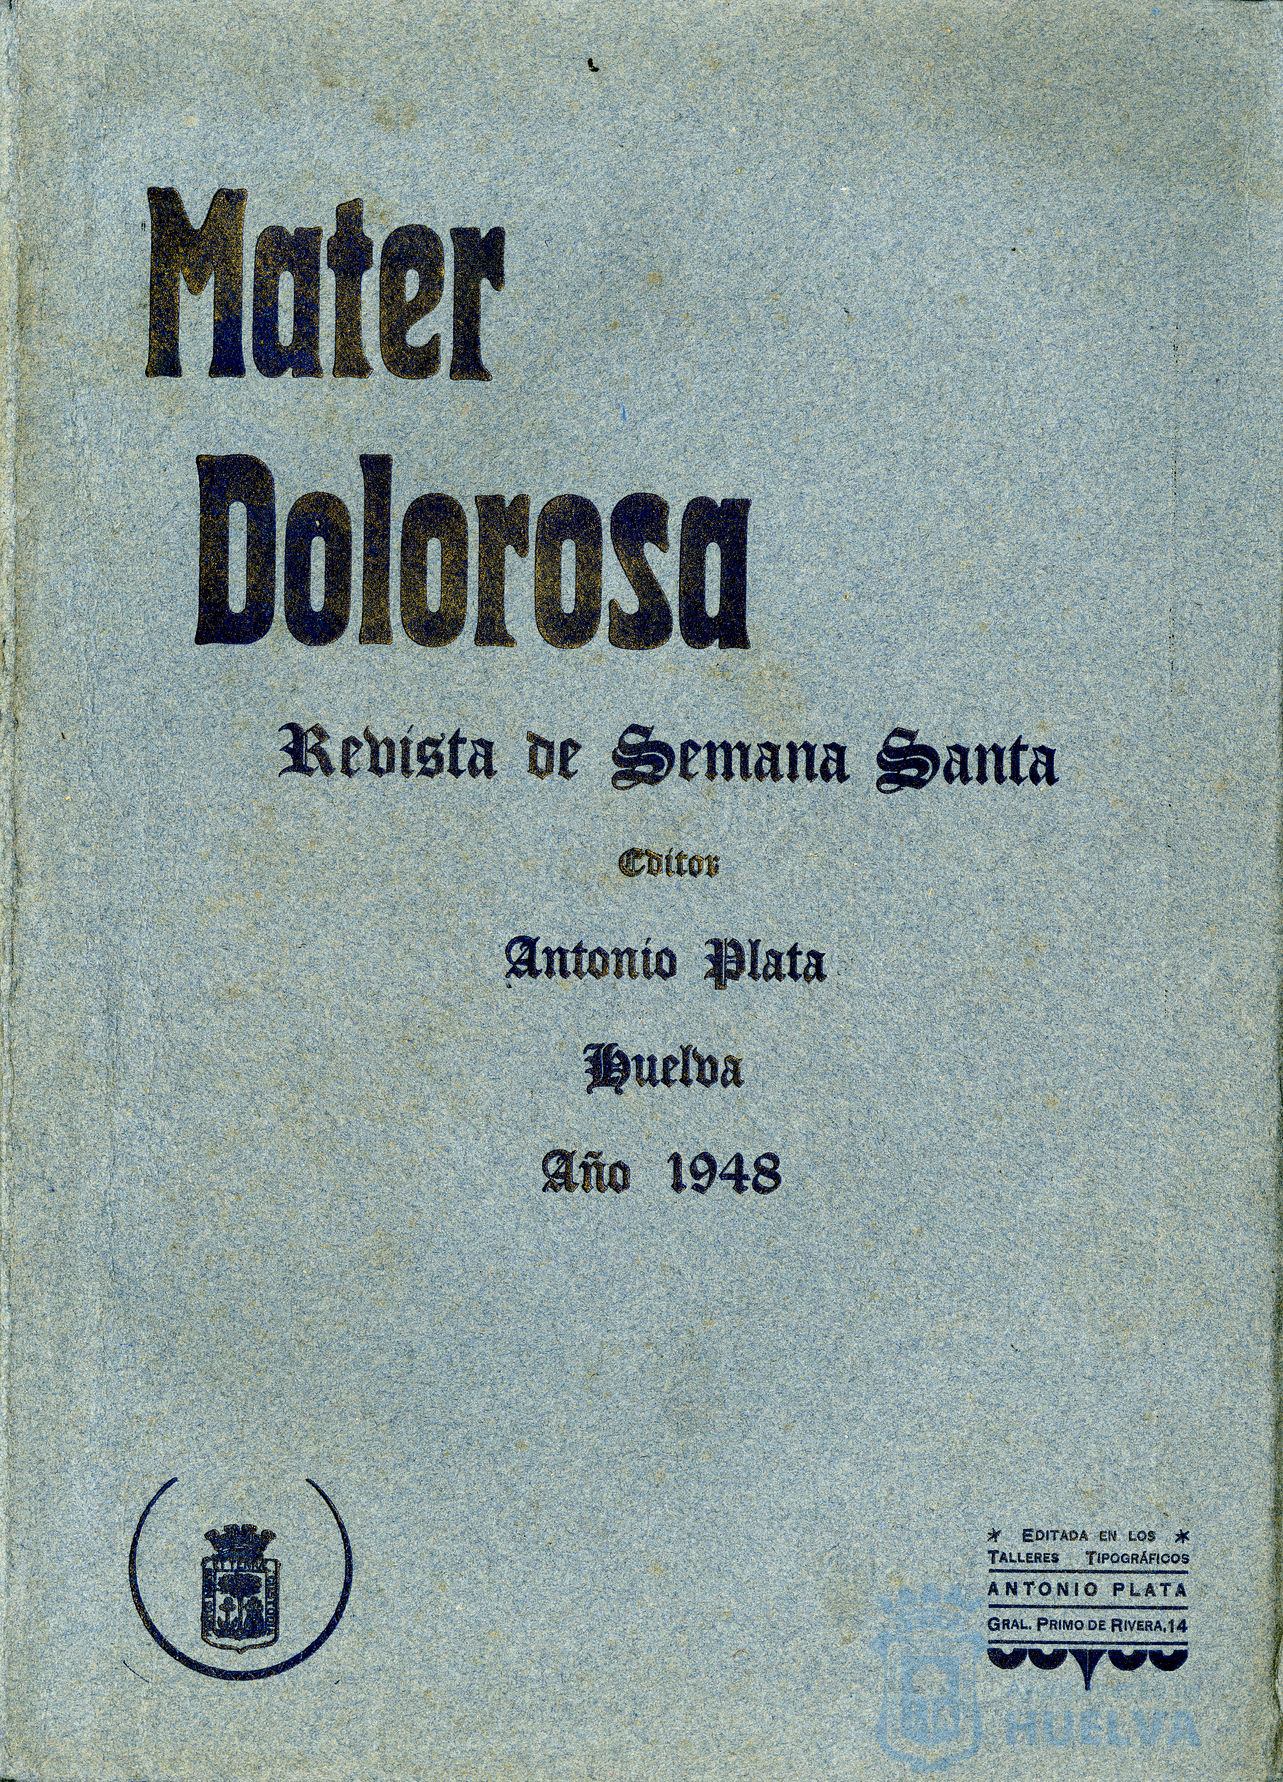 Mater
Dolorosa
Revista de Semana Santa
Editor
Antonio Plata
Huelva
Año 1948
* EDITADA EN LOS *
TALLERES TIPOGRÁFICOS
ANTONIO PLATA
GRAL. PRIMO DE RIVERA, 14
HUELVA